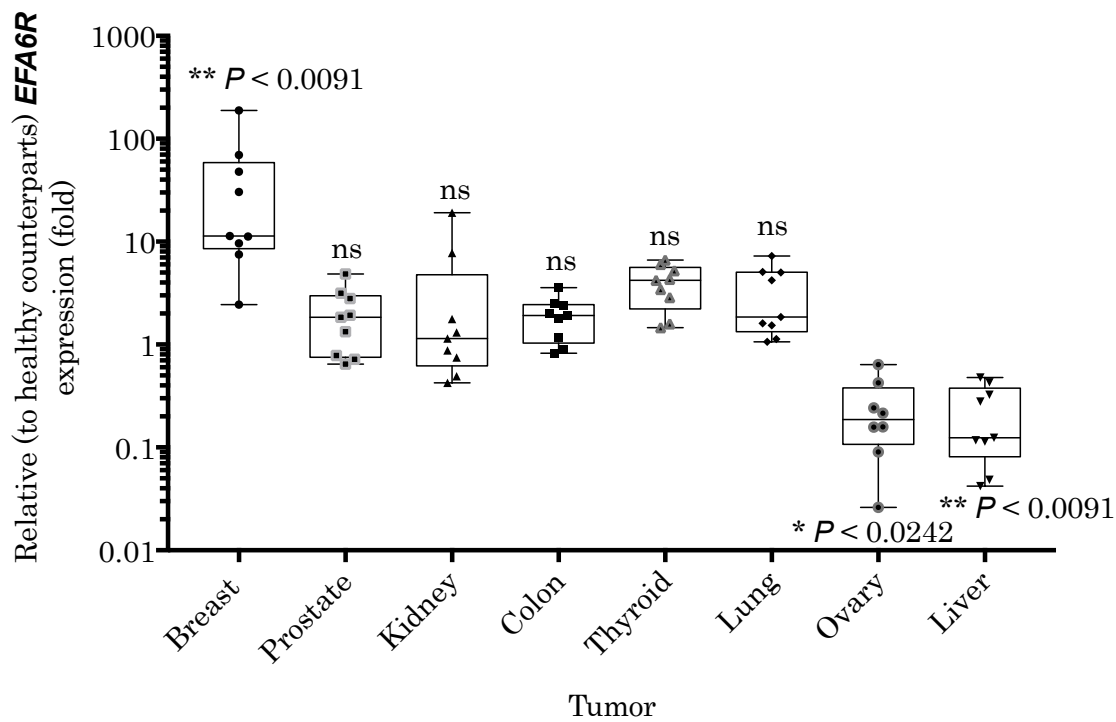 Relative (to healthy counterparts) EFA6R
expression (fold)
1000
100
10
1
0.1
0.01
** P < 0.0091
ns
ns
ns
ns
ns
* P < 0.0242
** P < 0.0091
Breast
Prostate
Kidney
Colon
Thyroid
Lung
Ovary
Liver
Tumor